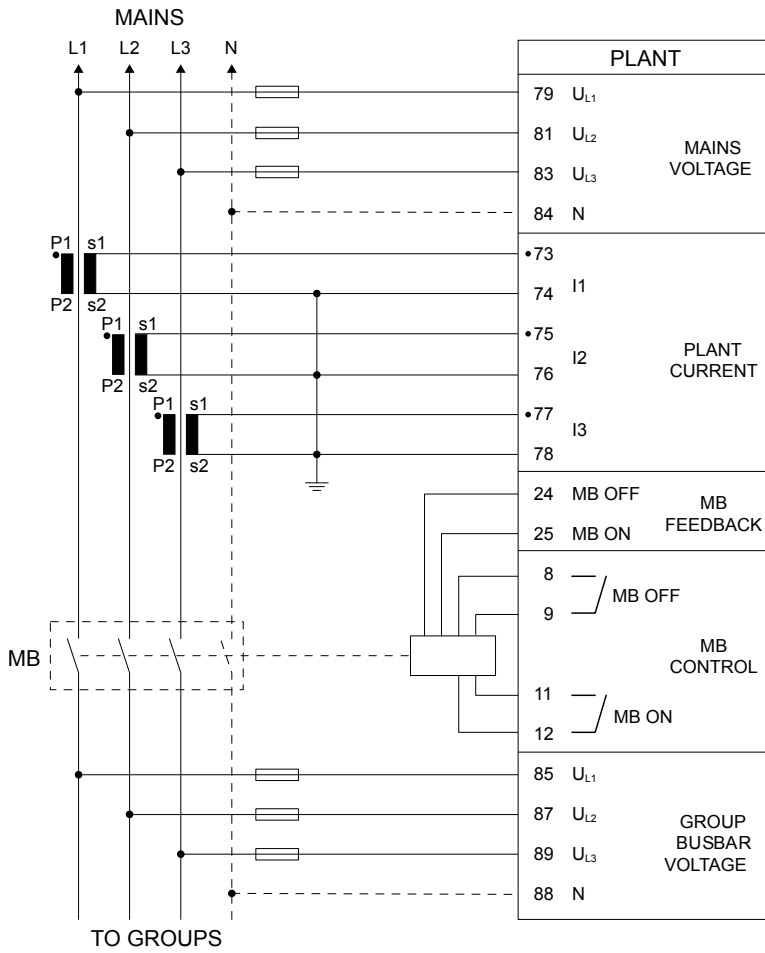 MAINS
L1 L2 L3 N
PLANT
79 UL1
81 UL2
83 UL3
84 N
MAINS
VOLTAGE
P1 s1
P2 s2
P1 s1
P2 s2
P1 s1
P2 s2
73
74
I1
75
76
I2
77
78
I3
PLANT
CURRENT
24 MB OFF
25 MB ON
MB
FEEDBACK
8
9
MB OFF
11
12
MB ON
MB
CONTROL
MB
85 UL1
87 UL2
89 UL3
88 N
GROUP
BUSBAR
VOLTAGE
TO GROUPS